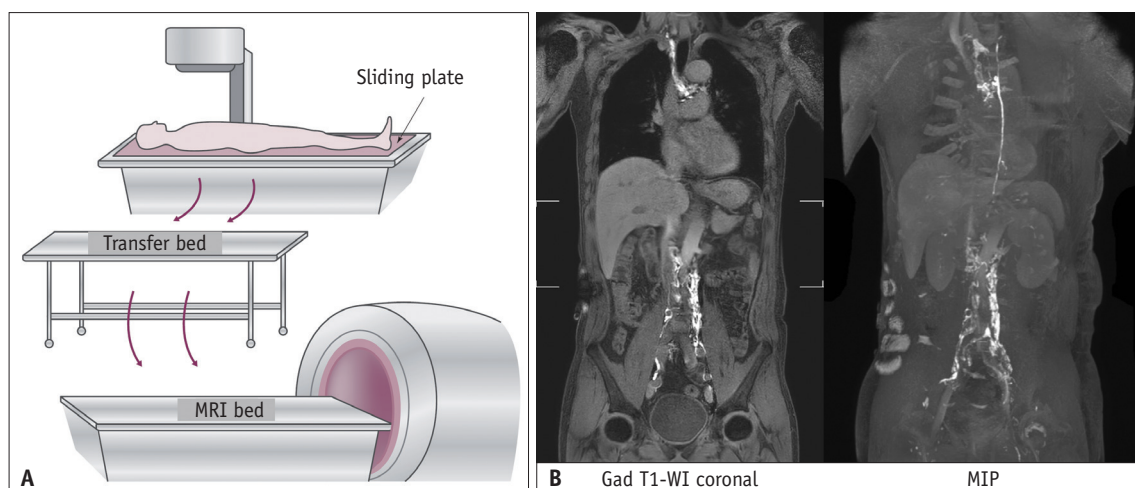 Sliding plate
Transfer bed
MRI bed
A
B
Gad T1-WI coronal
MIP